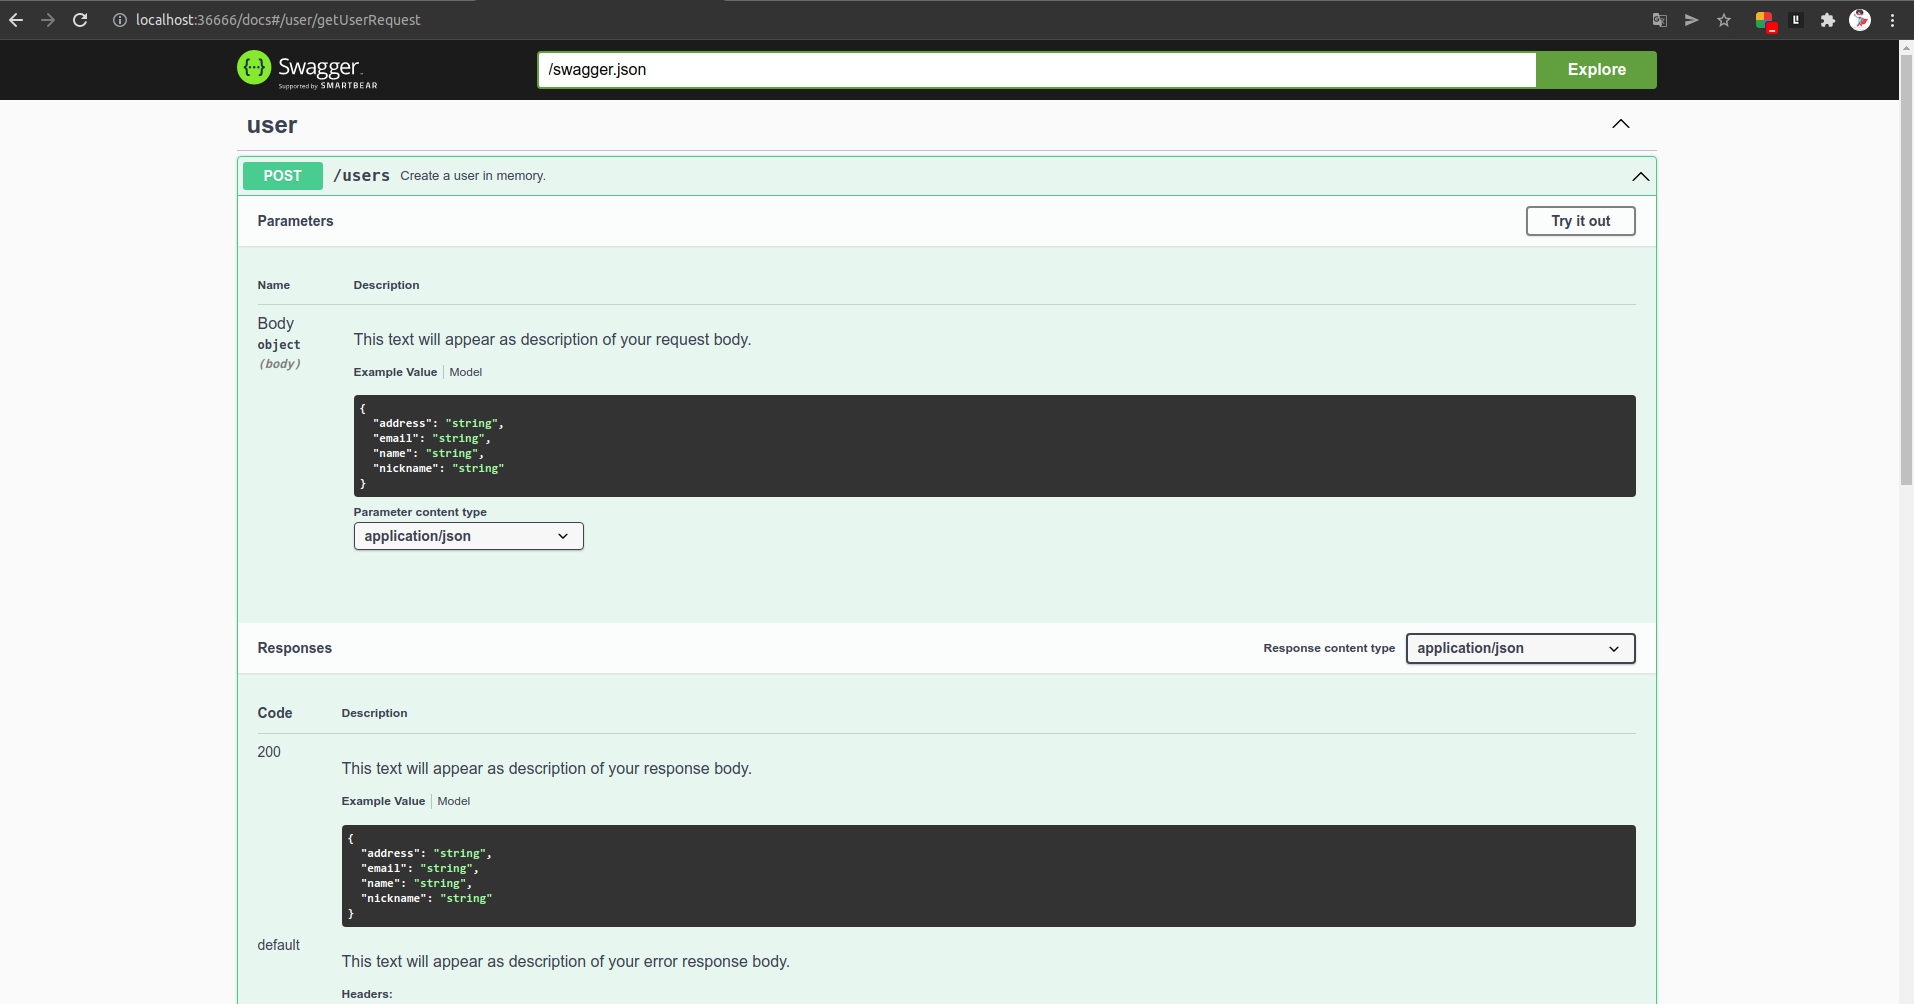 localhost:36666/docs#/user/getUserRequest
Swagger
Supported by SMARTBEAR
/swagger.json
Explore
user
POST /users Create a user in memory.
Parameters
Try it out
Name Description
Body
object
(body)
This text will appear as description of your request body.
Example Value Model
{
"address": "string",
"email": "string",
"name": "string",
"nickname": "string"
}
Parameter content type
application/json
Responses
Response content type application/json
Code Description
200
This text will appear as description of your response body.
Example Value Model
{
"address": "string",
"email": "string",
"name": "string",
"nickname": "string"
}
default
This text will appear as description of your error response body.
Headers: